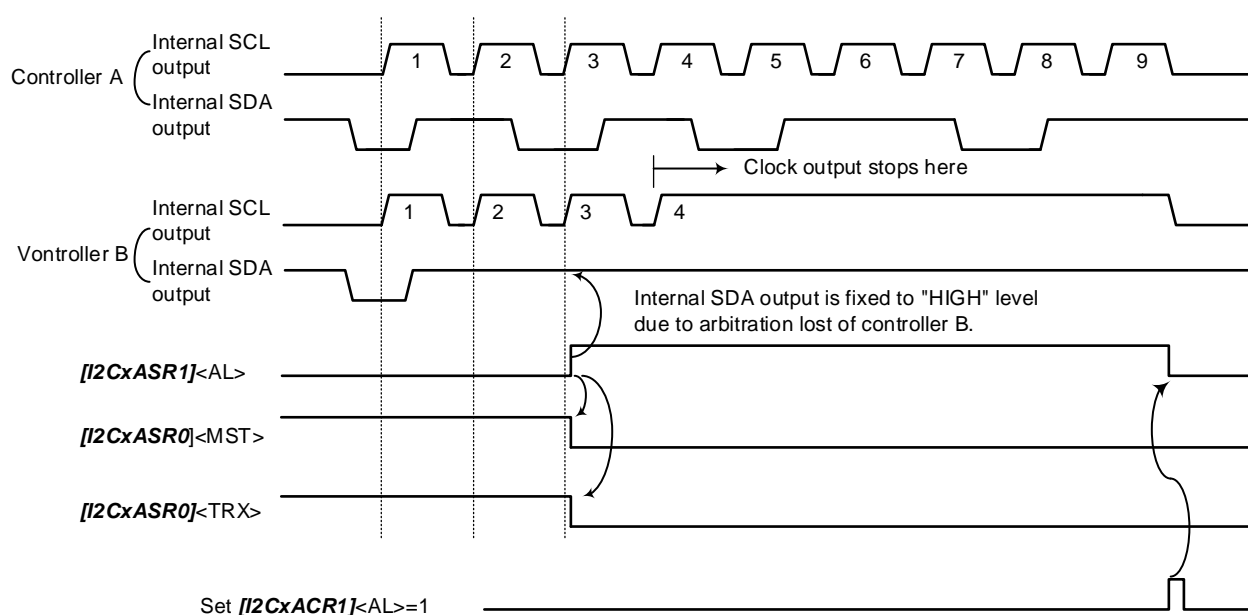 Internal SCL
output
1 2 3 4 5 6 7 8 9
Controller A
Internal SDA
output
Clock output stops here
Internal SCL
output
1 2 3 4
Vontroller B
Internal SDA
output
Internal SDA output is fixed to "HIGH" level
due to arbitration lost of controller B.
[I2CxASR1]<AL>
[I2CxASR0]<MST>
[I2CxASR0]<TRX>
Set [I2CxACR1]<AL>=1